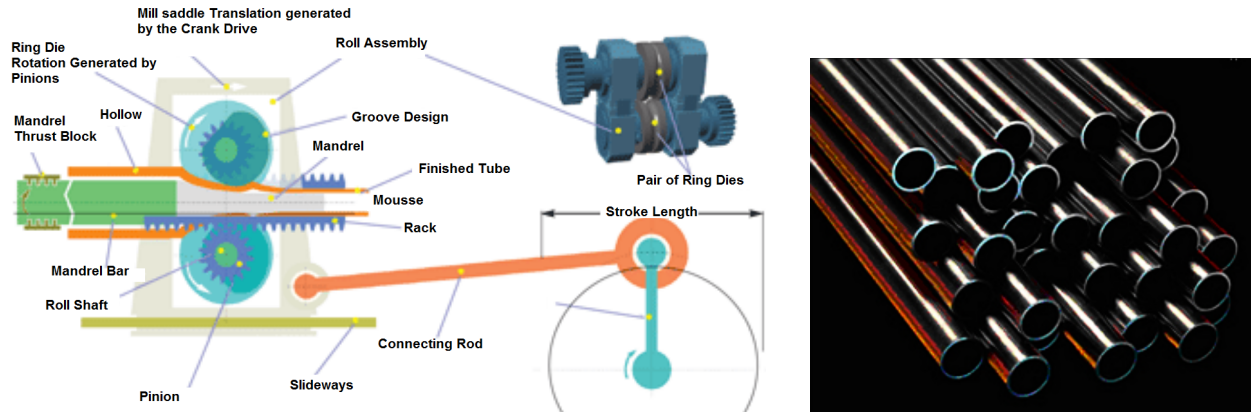 Mill saddle Translation generated
by the Crank Drive
Ring Die
Rotation Generated by
Pinions
Roll Assembly
Hollow
Groove Design
Mandrel
Thrust Block
Mandrel
Finished Tube
Pair of Ring Dies
Mousse
Stroke Length
Rack
Mandrel Bar
Roll Shaft
Connecting Rod
Slideways
Pinion